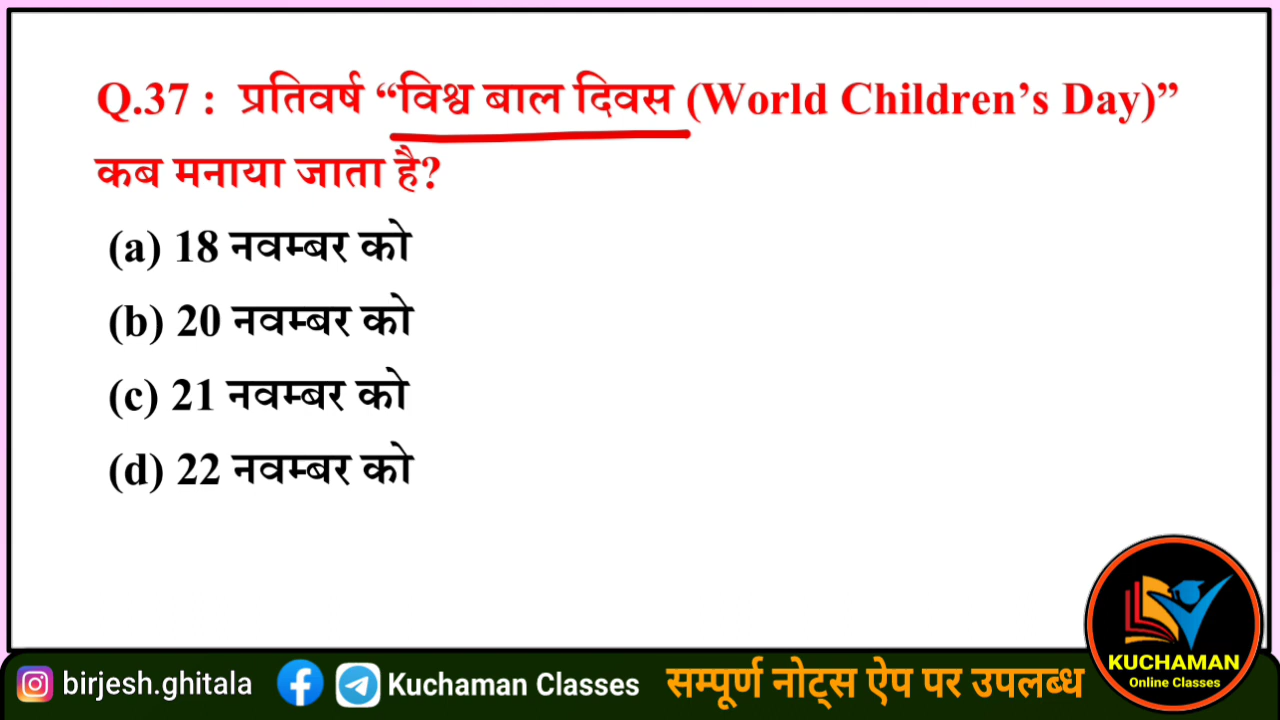 Q.37 : प्रतिवर्ष “विश्व बाल दिवस (World Children’s Day)”
कब मनाया जाता है?
(a) 18 नवम्बर को
(b) 20 नवम्बर को
(c) 21 नवम्बर को
(d) 22 नवम्बर को
KUCHAMAN
Online Classes
birjesh.ghitala Kuchaman Classes सम्पूर्ण नोट्स ऐप पर उपलब्ध